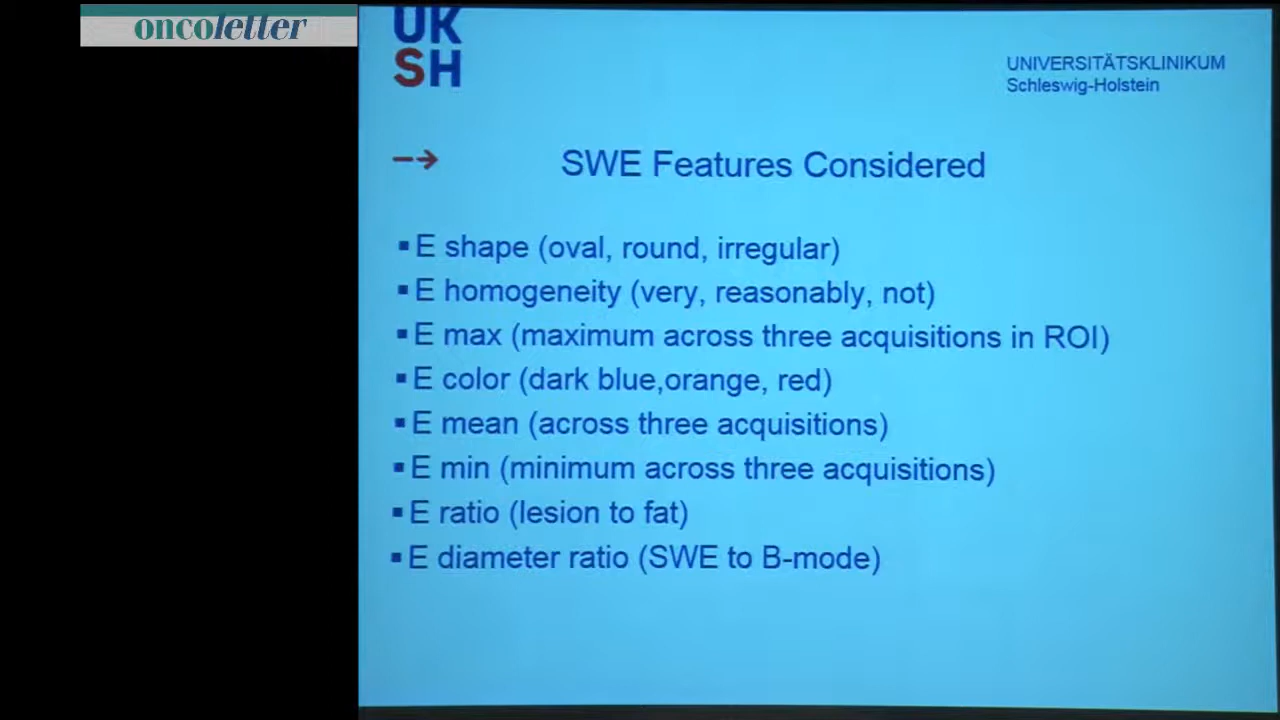 oncoletter
UK
SH
UNIVERSITÄTSKLINIKUM
Schleswig-Holstein
SWE Features Considered
▪ E shape (oval, round, irregular)
▪ E homogeneity (very, reasonably, not)
▪ E max (maximum across three acquisitions in ROI)
▪ E color (dark blue,orange, red)
▪ E mean (across three acquisitions)
▪ E min (minimum across three acquisitions)
▪ E ratio (lesion to fat)
▪ E diameter ratio (SWE to B-mode)